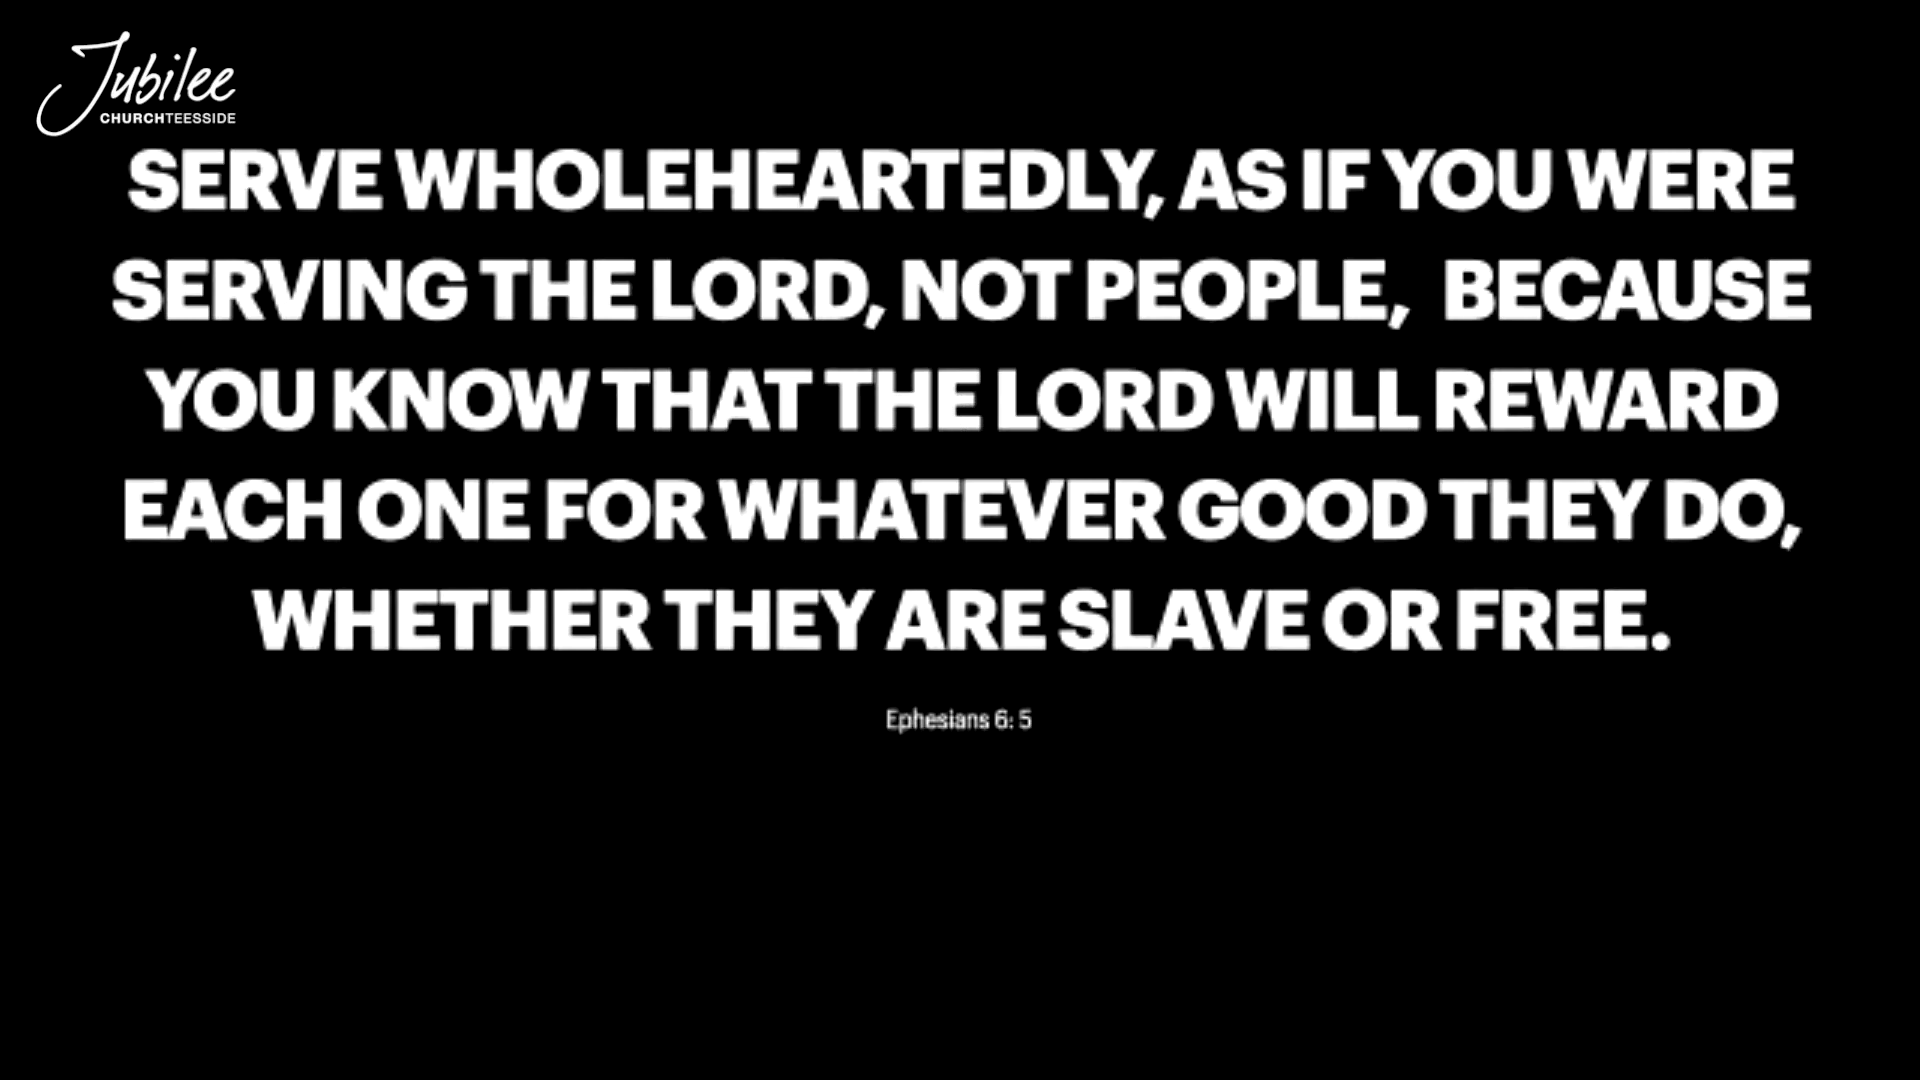 Jubilee
CHURCHTEESSIDE
SERVE WHOLEHEARTEDLY, AS IF YOU WERE
SERVING THE LORD, NOT PEOPLE,  BECAUSE
YOU KNOW THAT THE LORD WILL REWARD
EACH ONE FOR WHATEVER GOOD THEY DO,
WHETHER THEY ARE SLAVE OR FREE.
Ephesians 6: 5